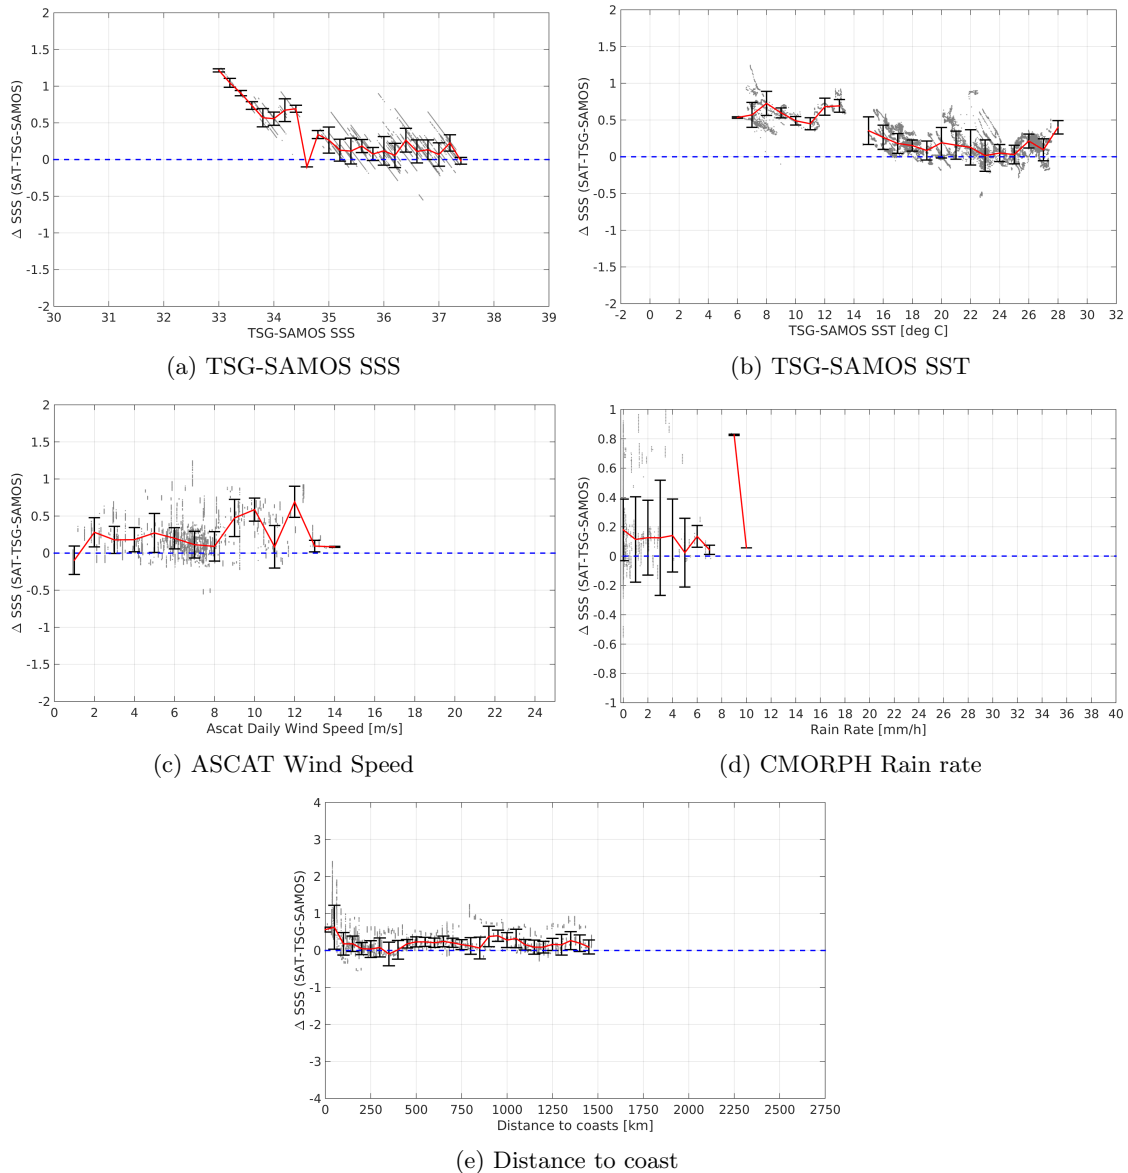 2
1.5
1
0.5
0
-0.5
-1
-1.5
-2
Δ SSS (SAT-TSG-SAMOS)
30 31 32 33 34 35 36 37 38 39
TSG-SAMOS SSS
(a) TSG-SAMOS SSS
2
1.5
1
0.5
0
-0.5
-1
-1.5
-2
Δ SSS (SAT-TSG-SAMOS)
-2 0 2 4 6 8 10 12 14 16 18 20 22 24 26 28 30 32
TSG-SAMOS SST [deg C]
(b) TSG-SAMOS SST
2
1.5
1
0.5
0
-0.5
-1
-1.5
-2
Δ SSS (SAT-TSG-SAMOS)
0 2 4 6 8 10 12 14 16 18 20 22 24
Ascat Daily Wind Speed [m/s]
(c) ASCAT Wind Speed
1
0.8
0.6
0.4
0.2
0
-0.2
-0.4
-0.6
-0.8
-1
Δ SSS (SAT-TSG-SAMOS)
0 2 4 6 8 10 12 14 16 18 20 22 24 26 28 30 32 34 36 38 40
Rain Rate [mm/h]
(d) CMORPH Rain rate
4
3
2
1
0
-1
-2
-3
-4
Δ SSS (SAT-TSG-SAMOS)
0 250 500 750 1000 1250 1500 1750 2000 2250 2500 2750
Distance to coasts [km]
(e) Distance to coast